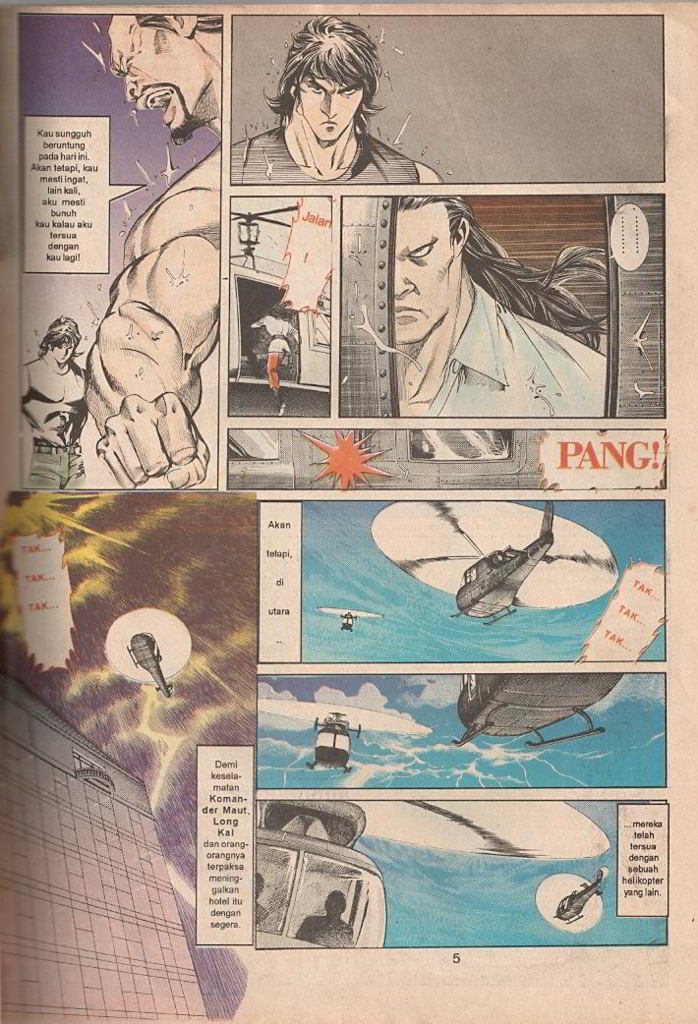 Kau sungguh
beruntung
pada hari ini.
Akan tetapi, kau
mesti ingat,
lain kali,
aku mesti
bunuh
kau kalau aku
tersua
dengan
kau lagi!
Jalan
!
..........
PANG!
TAK...
TAK...
TAK...
Akan
tetapi,
di
utara
...
TAK...
TAK...
TAK...
Demi
kesela-
matan
Koman-
der Maut,
Long
Kai
dan orang-
orangnya
terpaksa
mening-
galkan
hotel itu
dengan
segera.
...mereka
telah
tersua
dengan
sebuah
helikopter
yang lain.
5